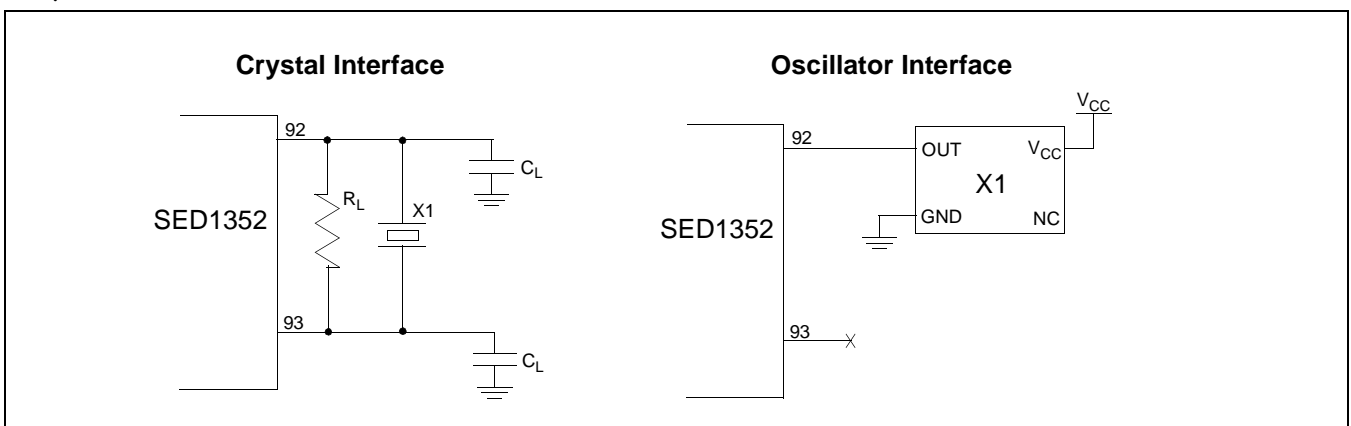 Crystal Interface
92
C_L
R_L
X1
SED1352
93
C_L
Oscillator Interface
V_CC
92
OUT
V_CC
X1
SED1352
GND
NC
93